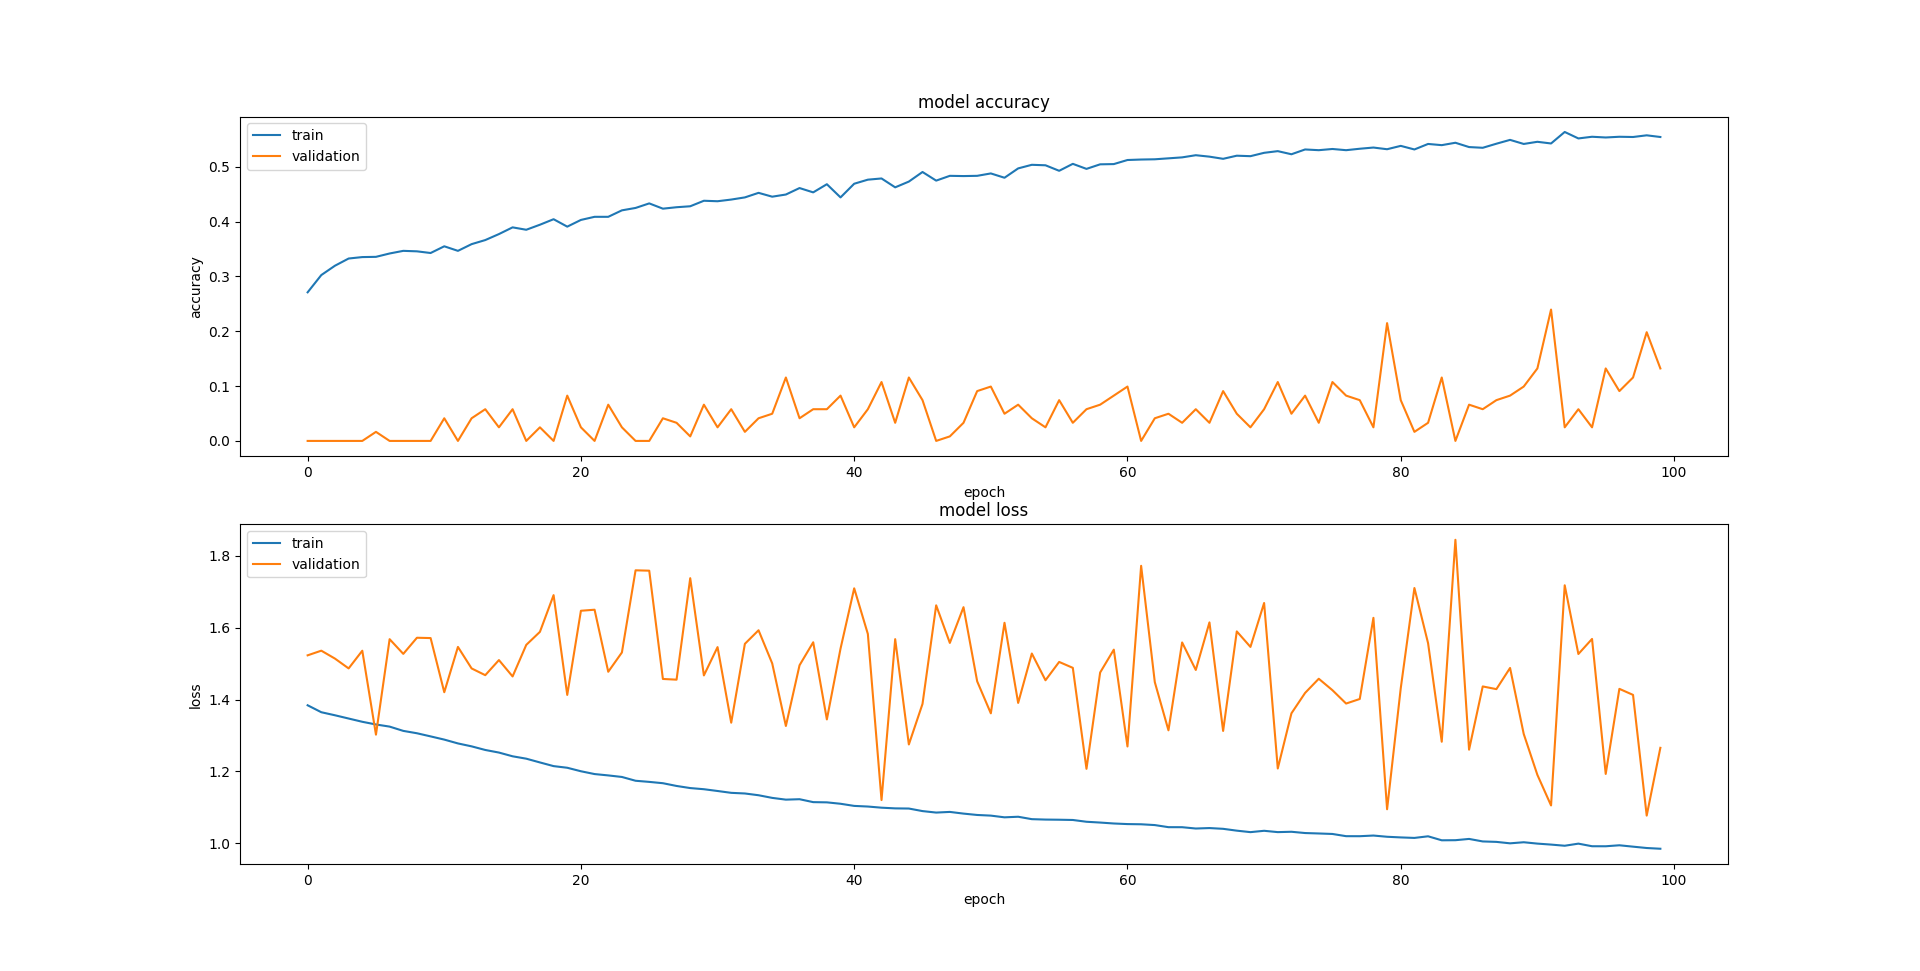 model accuracy
train
validation
0.5
0.4
0.3
0.2
0.1
0.0
accuracy
0 20 40 60 80 100
epoch
model loss
train
validation
1.8
1.6
1.4
1.2
1.0
loss
0 20 40 60 80 100
epoch